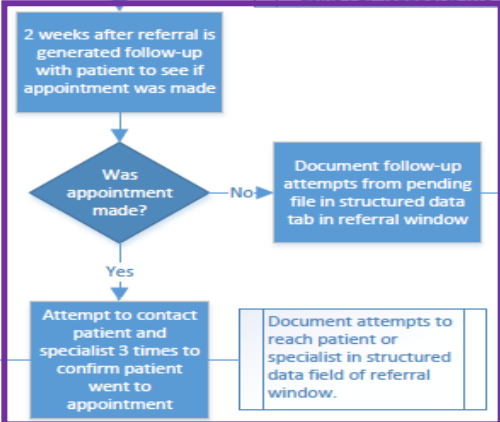 2 weeks after referral is
generated follow-up
with patient to see if
appointment was made
Was
appointment
made?
No
Document follow-up
attempts from pending
file in structured data
tab in referral window
Yes
Attempt to contact
patient and
specialist 3 times to
confirm patient
went to
appointment
Document attempts to
reach patient or
specialist in structured
data field of referral
window.